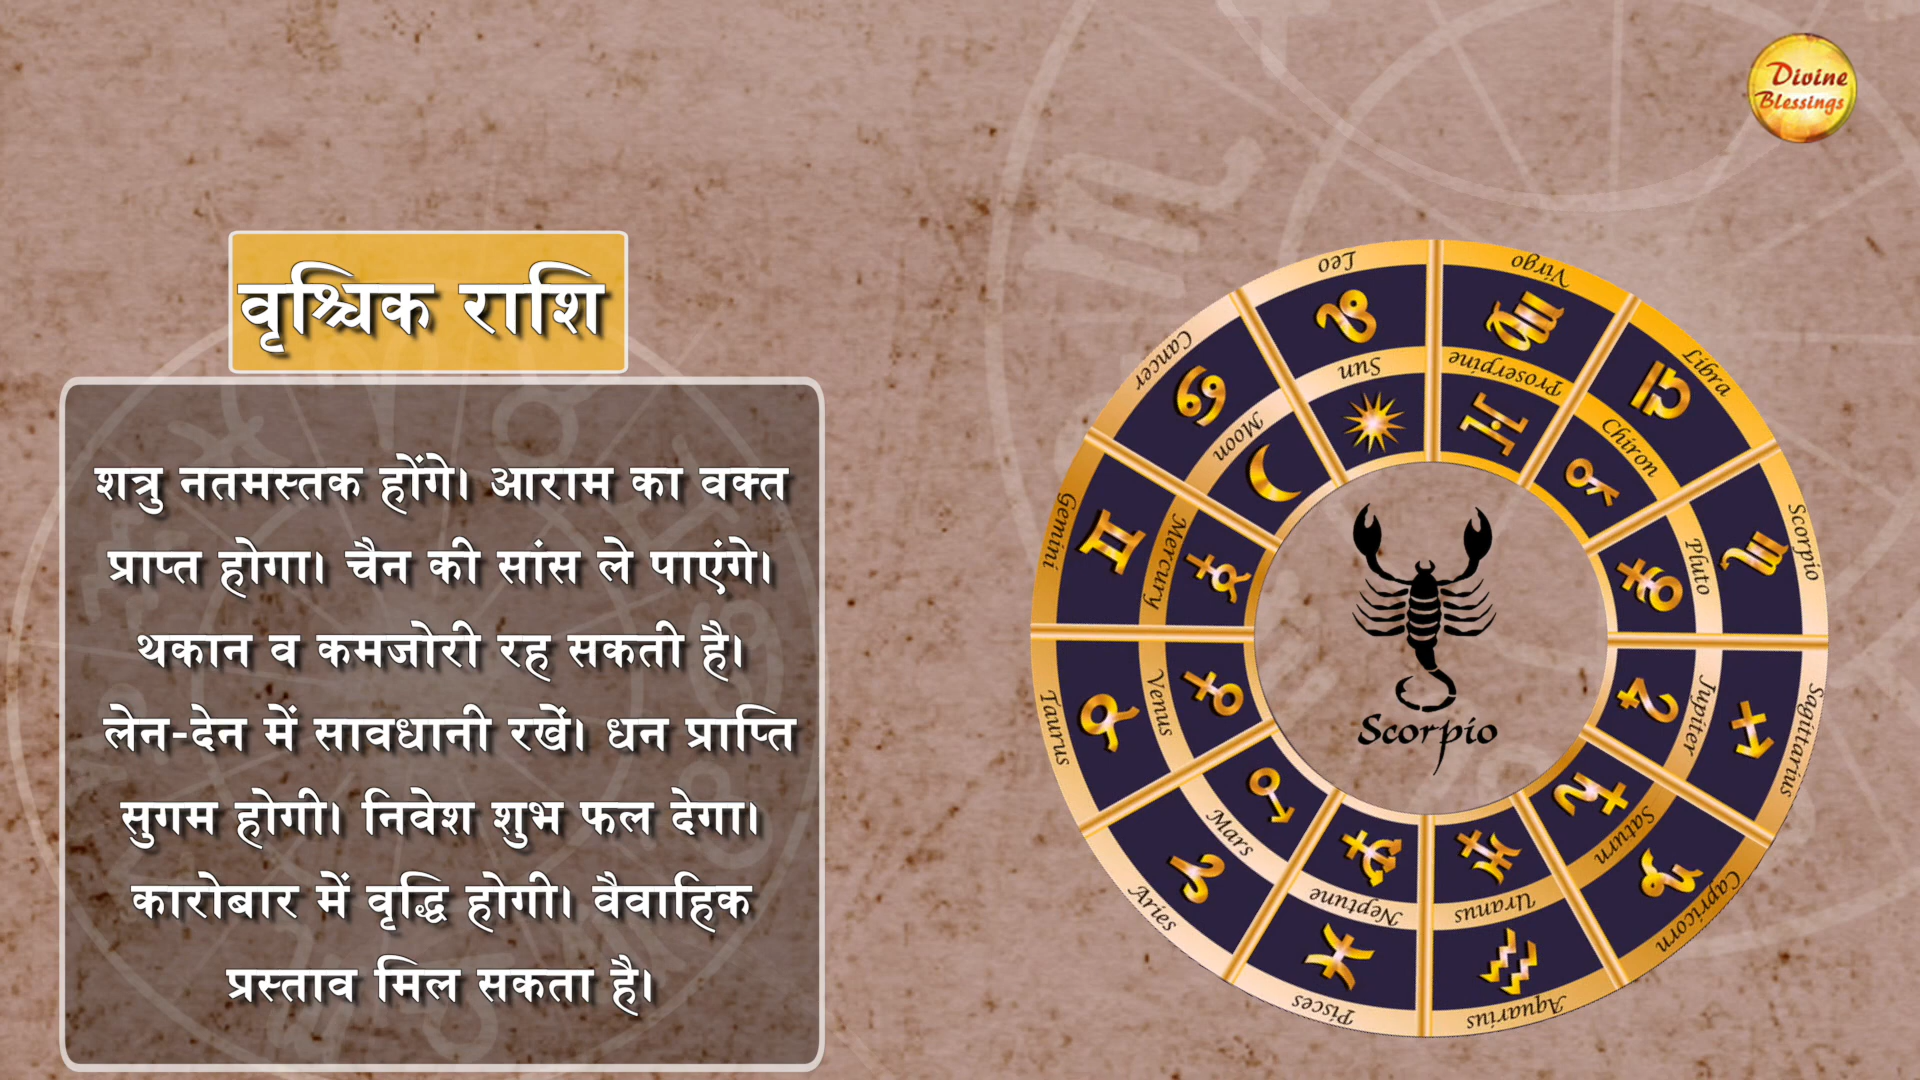 Divine
Blessings
वृश्चिक राशि
शत्रु नतमस्तक होंगे। आराम का वक्त
प्राप्त होगा। चैन की सांस ले पाएंगे।
थकान व कमजोरी रह सकती है।
लेन-देन में सावधानी रखें। धन प्राप्ति
सुगम होगी। निवेश शुभ फल देगा।
कारोबार में वृद्धि होगी। वैवाहिक
प्रस्ताव मिल सकता है।
Leo
Virgo
Libra
Scorpio
Sagittarius
Capricorn
Aquarius
Pisces
Aries
Taurus
Gemini
Cancer
Sun
Proserpine
Chiron
Pluto
Jupiter
Saturn
Uranus
Neptune
Mars
Venus
Mercury
Moon
Scorpio